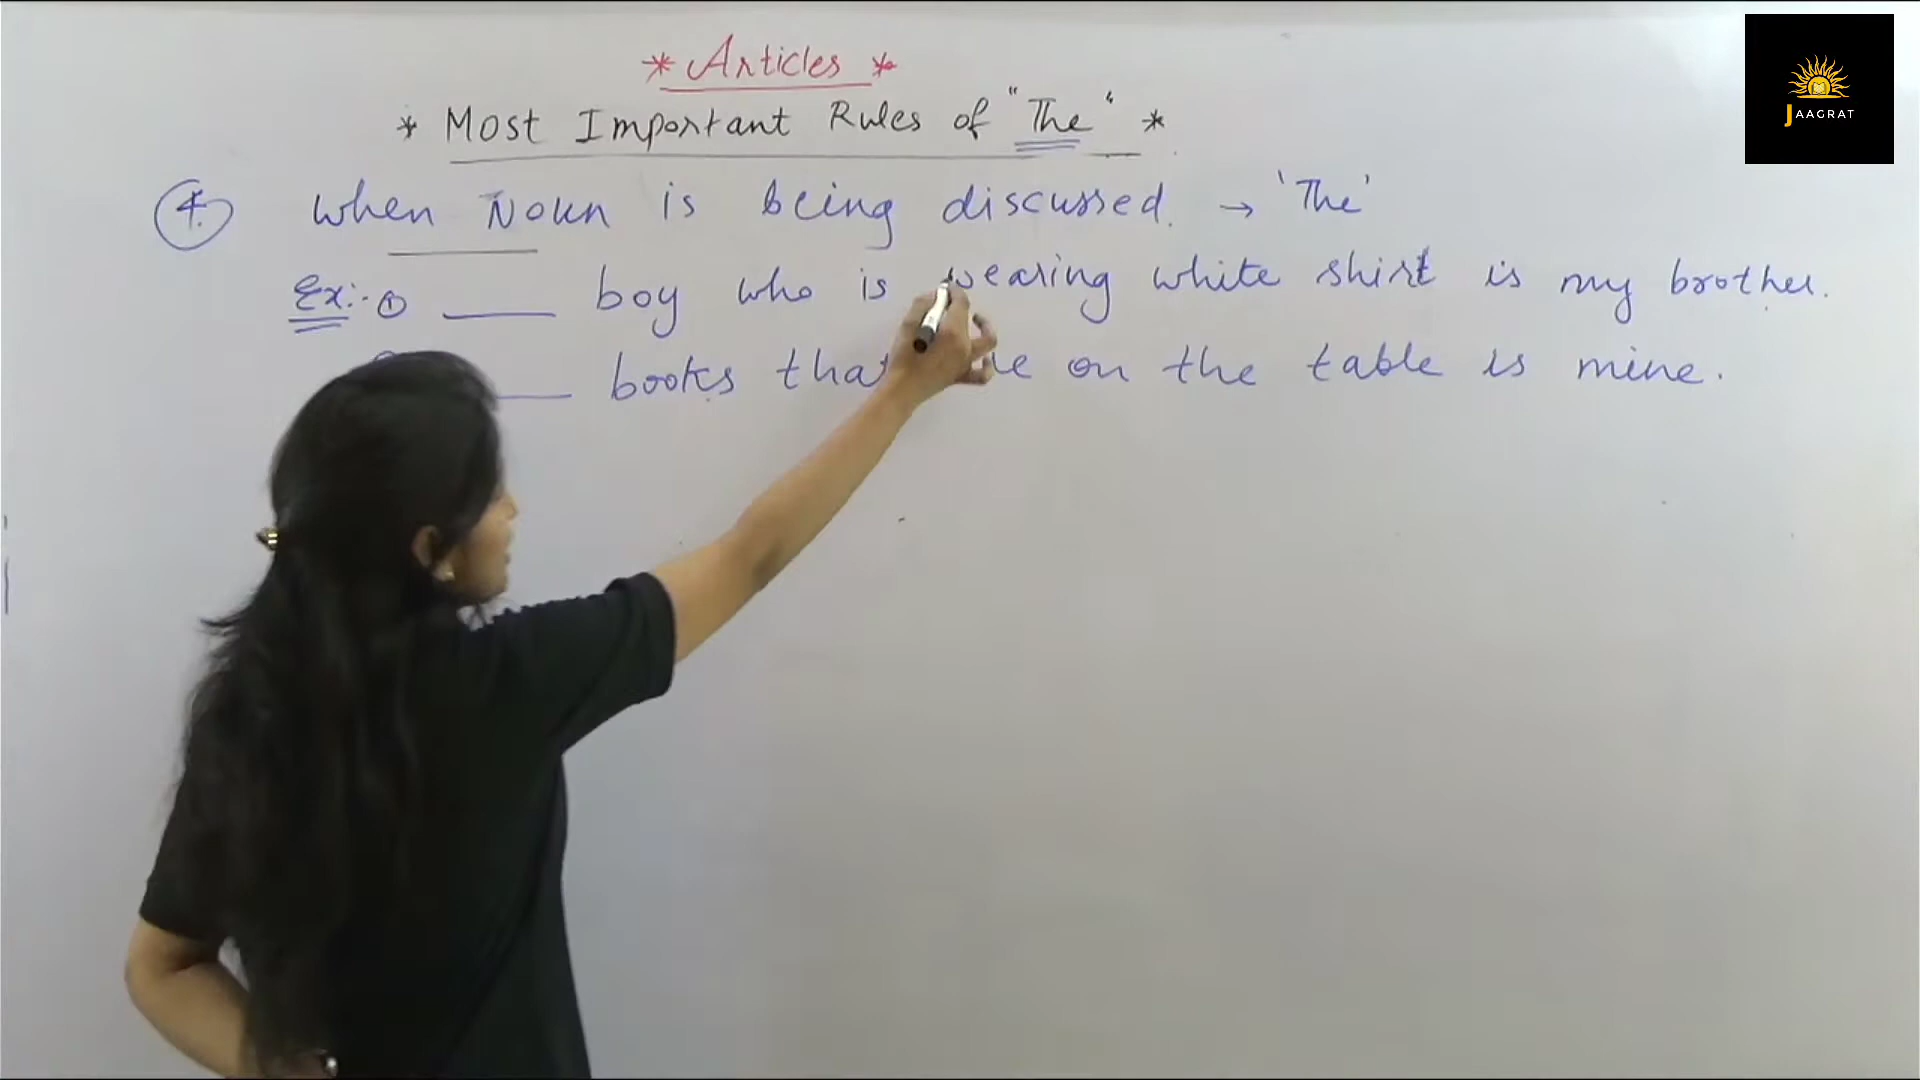 * Articles *
* Most Important Rules of "The" *
4. When Noun is being discussed. → 'The'
Ex:- ① ____ boy who is wearing white shirt is my brother.
____ books that on the table is mine.
JAAGRAT